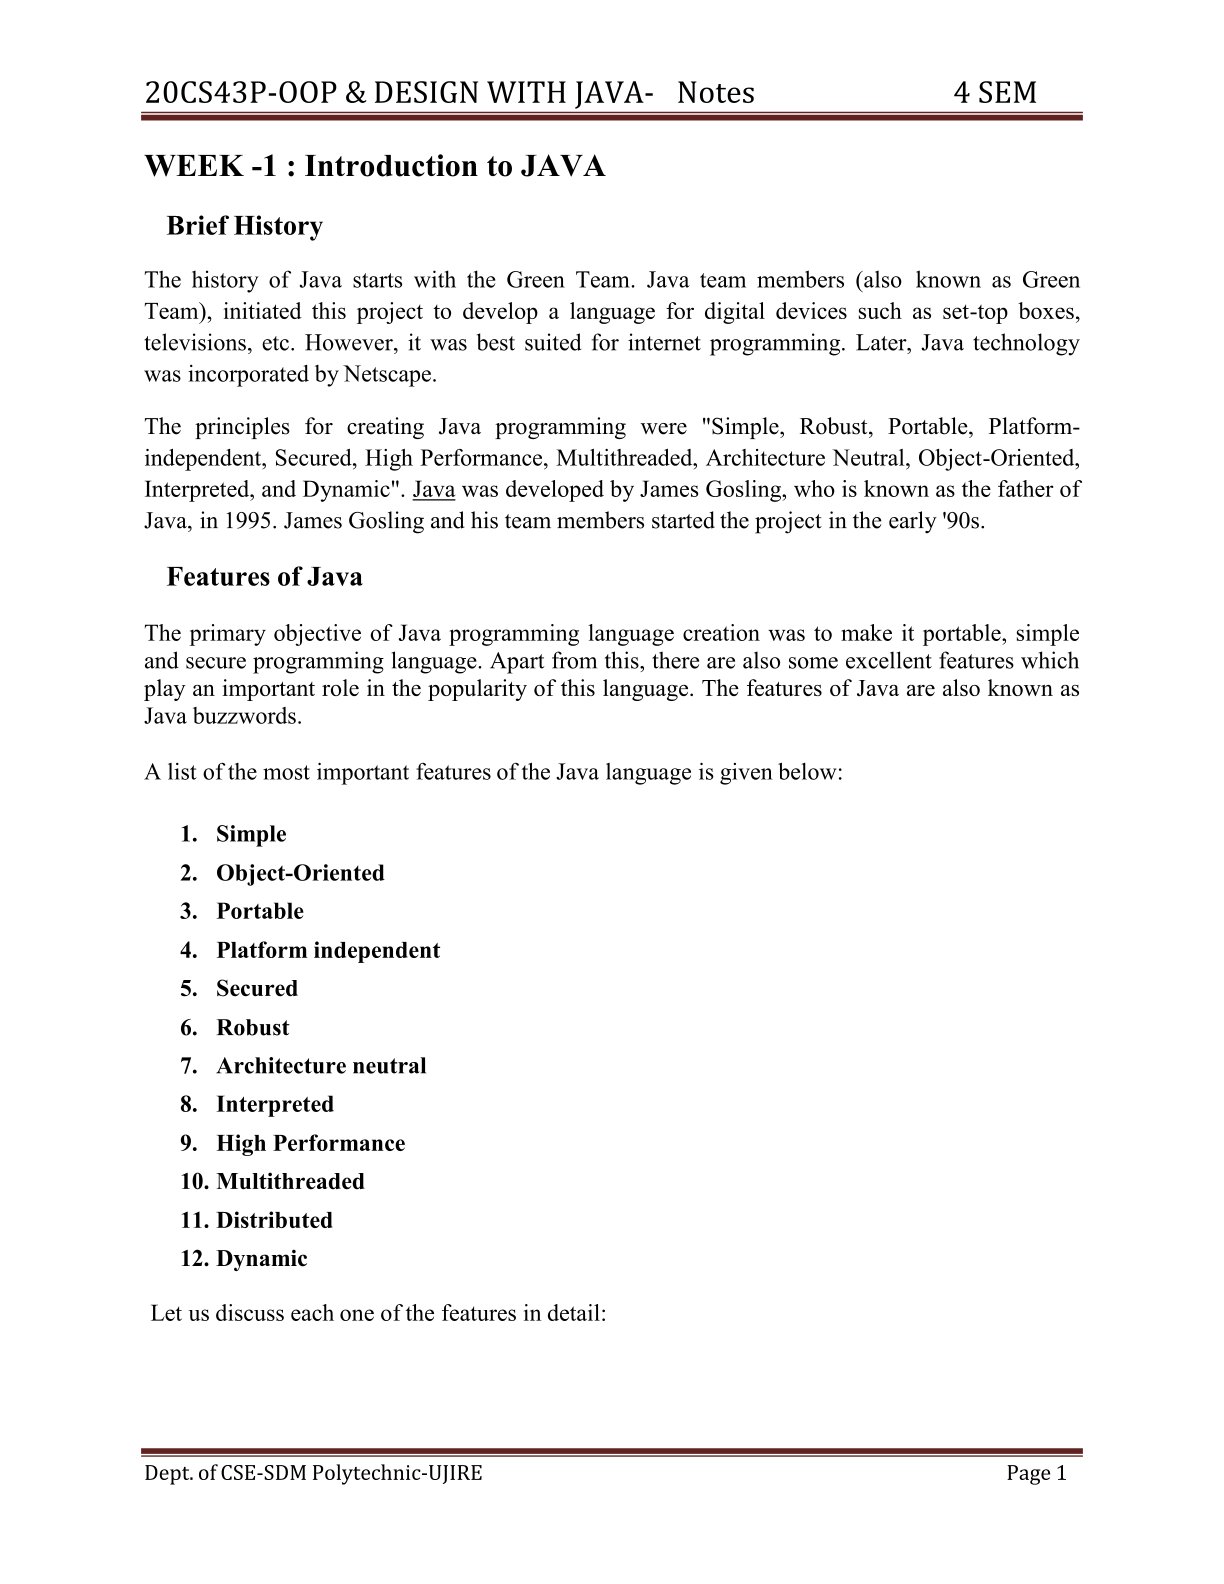 20CS43P-OOP & DESIGN WITH JAVA- Notes 4 SEM
WEEK -1 : Introduction to JAVA
Brief History
The history of Java starts with the Green Team. Java team members (also known as Green
Team), initiated this project to develop a language for digital devices such as set-top boxes,
televisions, etc. However, it was best suited for internet programming. Later, Java technology
was incorporated by Netscape.
The principles for creating Java programming were "Simple, Robust, Portable, Platform-
independent, Secured, High Performance, Multithreaded, Architecture Neutral, Object-Oriented,
Interpreted, and Dynamic". Java was developed by James Gosling, who is known as the father of
Java, in 1995. James Gosling and his team members started the project in the early '90s.
Features of Java
The primary objective of Java programming language creation was to make it portable, simple
and secure programming language. Apart from this, there are also some excellent features which
play an important role in the popularity of this language. The features of Java are also known as
Java buzzwords.
A list of the most important features of the Java language is given below:
1. Simple
2. Object-Oriented
3. Portable
4. Platform independent
5. Secured
6. Robust
7. Architecture neutral
8. Interpreted
9. High Performance
10. Multithreaded
11. Distributed
12. Dynamic
Let us discuss each one of the features in detail:
Dept. of CSE-SDM Polytechnic-UJIRE Page 1